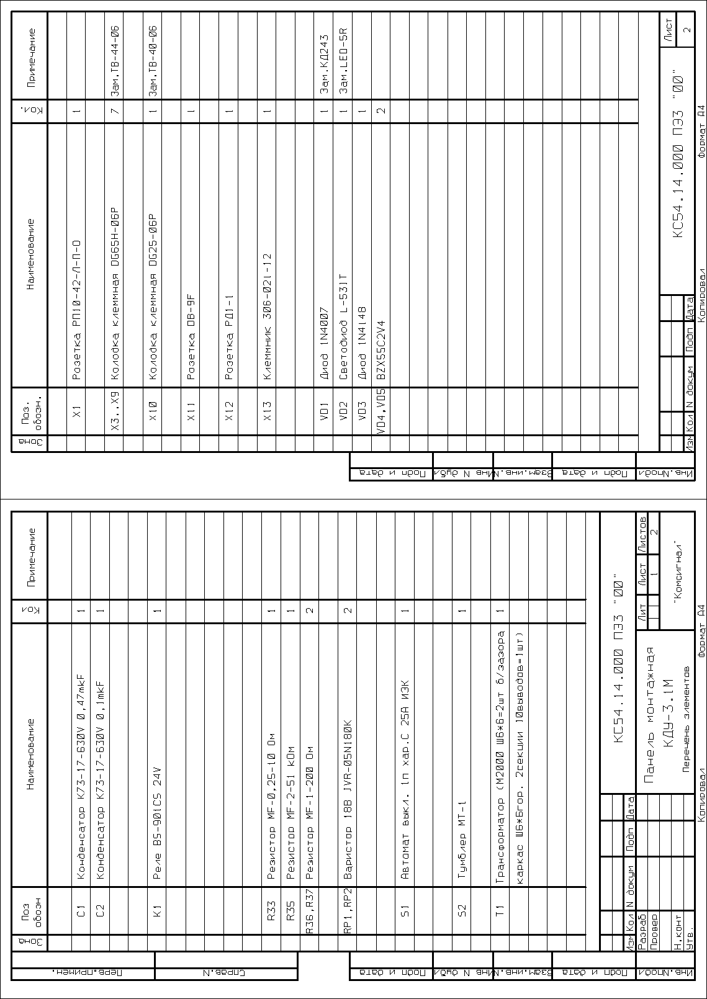 Перв.примен.
Справ.N
Подп и дата
Инв N дубл
Взам.инв.N
Подп и дата
Инв.Nподл
Зона
Поз
обозн
Наименование
Кол
Примечание
C1 Конденсатор К73-17-630V 0,47mkF 1
C2 Конденсатор К73-17-630V 0,1mkF 1
K1 Реле BS-901CS 24V 1
R33 Резистор MF-0,25-10 Ом 1
R35 Резистор MF-2-51 кОм 1
R36,R37 Резистор MF-1-200 Ом 2
RP1,RP2 Варистор 18В JVR-05N180K 2
S1 Автомат выкл. 1п хар.С 25А ИЭК 1
S2 Тумблер МТ-1 1
T1 Трансформатор (М2000 Ш6*6=2шт б/зазора 1
каркас Ш6*6гор. 2секции 10выводов=1шт)
КС54.14.000 ПЭ3 "00"
Изм Кол N докум Подп Дата
Разраб
Провер
Н.конт
Утв.
Панель монтажная
КДУ-3.1М
Перечень элементов
Лит Лист Листов
1 2
"Комсигнал"
Копировал Формат А4
Подп и дата
Инв N дубл
Взам.инв.N
Подп и дата
Инв.Nподл
Зона
Поз.
обозн.
Наименование
Кол.
Примечание
X1 Розетка РП10-42-Л-П-О 1
X3..X9 Колодка клеммная DG65H-06P 7 Зам.ТВ-44-06
X10 Колодка клеммная DG25-06P 1 Зам.ТВ-40-06
X11 Розетка DB-9F 1
X12 Розетка РД1-1 1
X13 Клеммник 306-021-12 1
VD1 Диод 1N4007 1 Зам.КД243
VD2 Светодиод L-53IT 1 Зам.LED-5R
VD3 Диод 1N4148 1
VD4,VD5 BZX55C2V4 2
Изм Кол N докум Подп Дата
КС54.14.000 ПЭ3 "00"
Лист
2
Копировал Формат А4